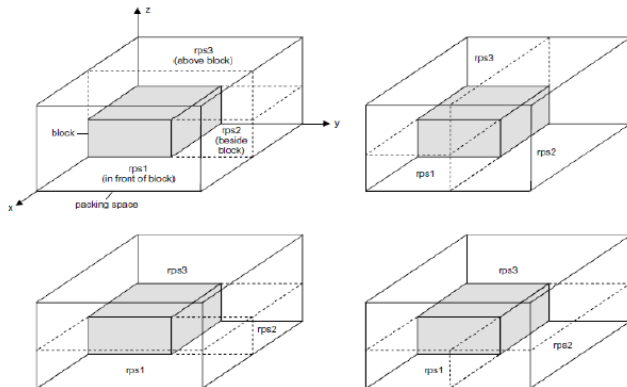 z
rps3
(above block)
block
rps2
(beside
block)
y
rps1
(in front of block)
x
packing space
rps3
rps2
rps1
rps3
rps2
rps1
rps3
rps2
rps1